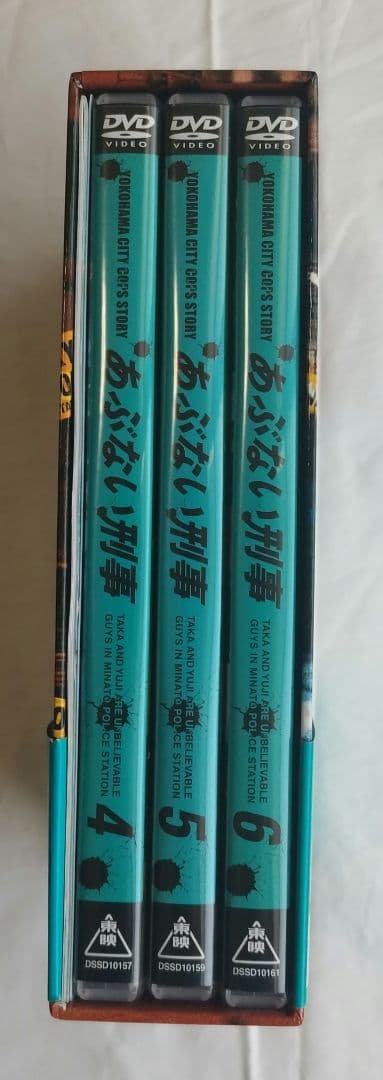 DVD
VIDEO
YOKOHAMA CITY COPS STORY
あぶない刑事
TAKA AND YUJI ARE UNBELIEVABLE
GUYS IN MINATO POLICE STATION
4
東映
DSSD10157
DVD
VIDEO
YOKOHAMA CITY COPS STORY
あぶない刑事
TAKA AND YUJI ARE UNBELIEVABLE
GUYS IN MINATO POLICE STATION
5
東映
DSSD10159
DVD
VIDEO
YOKOHAMA CITY COPS STORY
あぶない刑事
TAKA AND YUJI ARE UNBELIEVABLE
GUYS IN MINATO POLICE STATION
6
東映
DSSD10161